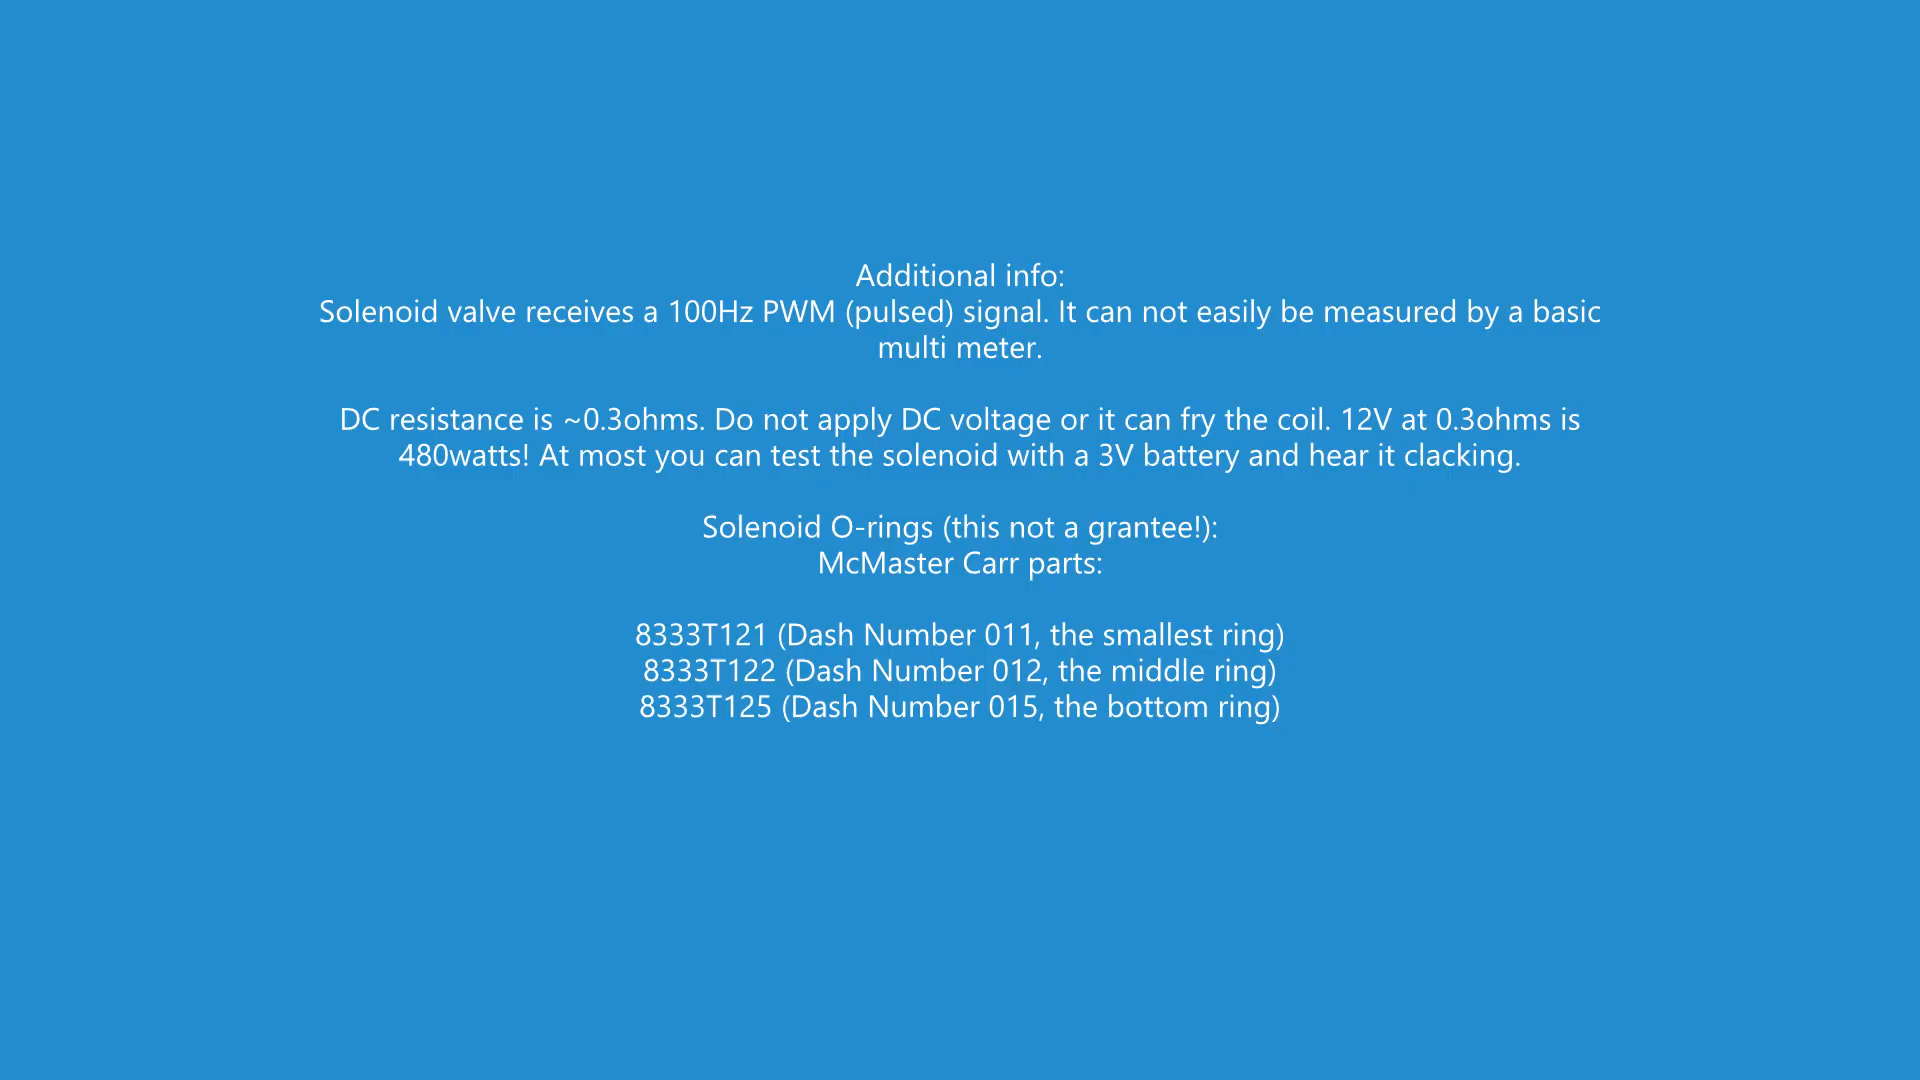 Additional info:
Solenoid valve receives a 100Hz PWM (pulsed) signal. It can not easily be measured by a basic
multi meter.
DC resistance is ~0.3ohms. Do not apply DC voltage or it can fry the coil. 12V at 0.3ohms is
480watts! At most you can test the solenoid with a 3V battery and hear it clacking.
Solenoid O-rings (this not a grantee!):
McMaster Carr parts:
8333T121 (Dash Number 011, the smallest ring)
8333T122 (Dash Number 012, the middle ring)
8333T125 (Dash Number 015, the bottom ring)